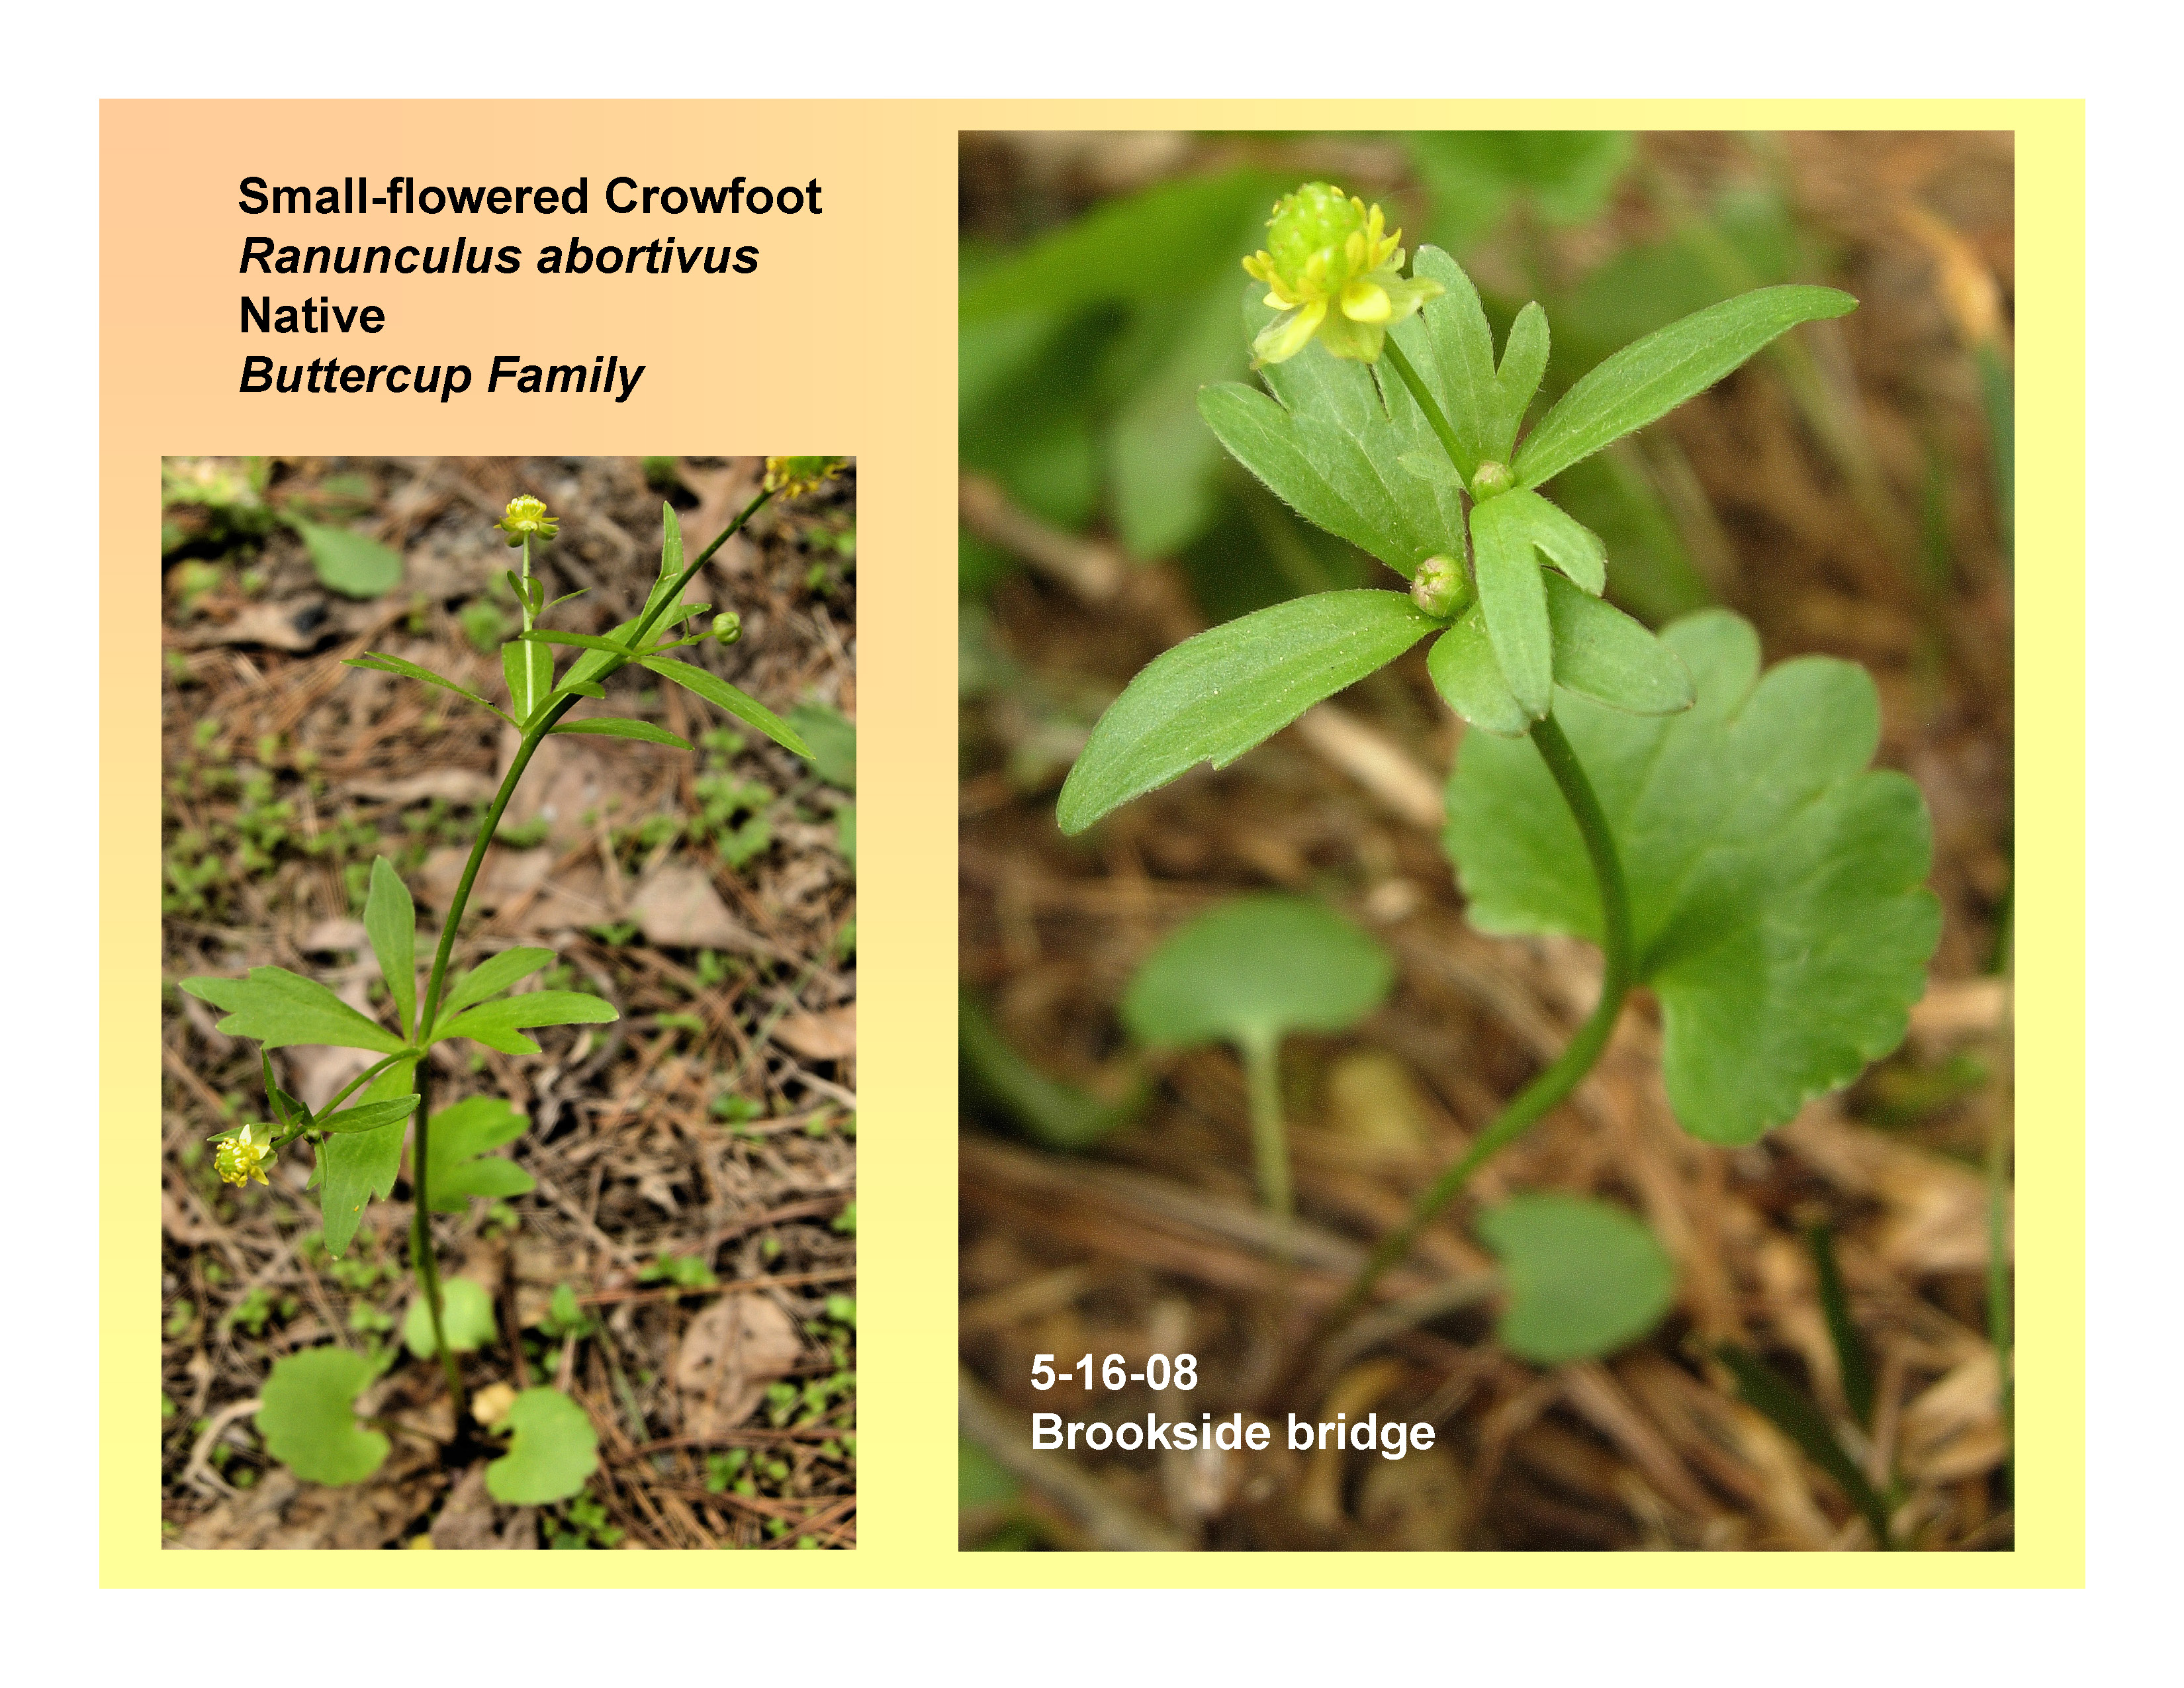 Small-flowered Crowfoot
Ranunculus abortivus
Native
Buttercup Family
5-16-08
Brookside bridge